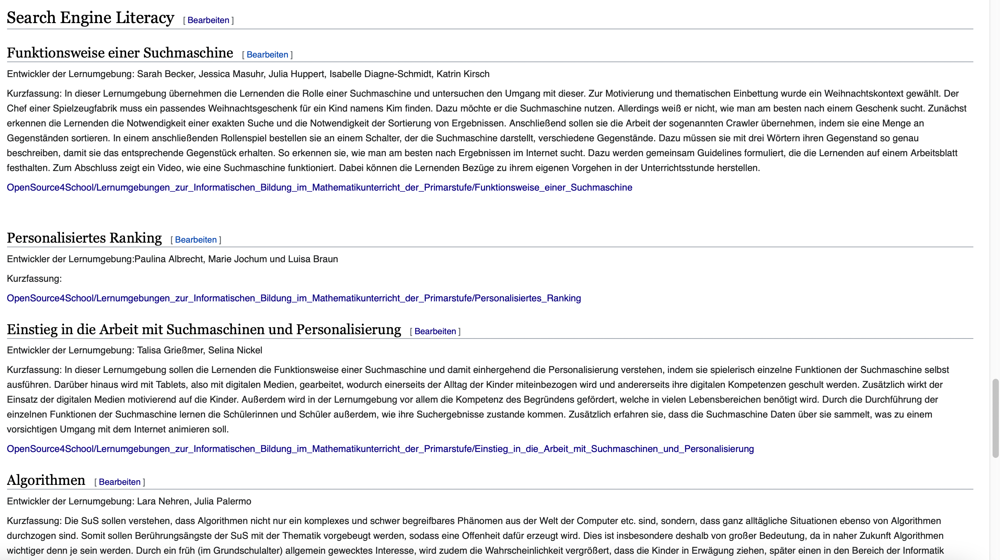 Search Engine Literacy [ Bearbeiten ]
Funktionsweise einer Suchmaschine [ Bearbeiten ]
Entwickler der Lernumgebung: Sarah Becker, Jessica Masuhr, Julia Huppert, Isabelle Diagne-Schmidt, Katrin Kirsch
Kurzfassung: In dieser Lernumgebung übernehmen die Lernenden die Rolle einer Suchmaschine und untersuchen den Umgang mit dieser. Zur Motivierung und thematischen Einbettung wurde ein Weihnachtskontext gewählt. Der
Chef einer Spielzeugfabrik muss ein passendes Weihnachtsgeschenk für ein Kind namens Kim finden. Dazu möchte er die Suchmaschine nutzen. Allerdings weiß er nicht, wie man am besten nach einem Geschenk sucht. Zunächst
erkennen die Lernenden die Notwendigkeit einer exakten Suche und die Notwendigkeit der Sortierung von Ergebnissen. Anschließend sollen sie die Arbeit der sogenannten Crawler übernehmen, indem sie eine Menge an
Gegenständen sortieren. In einem anschließenden Rollenspiel bestellen sie an einem Schalter, der die Suchmaschine darstellt, verschiedene Gegenstände. Dazu müssen sie mit drei Wörtern ihren Gegenstand so genau
beschreiben, damit sie das entsprechende Gegenstück erhalten. So erkennen sie, wie man am besten nach Ergebnissen im Internet sucht. Dazu werden gemeinsam Guidelines formuliert, die die Lernenden auf einem Arbeitsblatt
festhalten. Zum Abschluss zeigt ein Video, wie eine Suchmaschine funktioniert. Dabei können die Lernenden Bezüge zu ihrem eigenen Vorgehen in der Unterrichtsstunde herstellen.
OpenSource4School/Lernumgebungen_zur_Informatischen_Bildung_im_Mathematikunterricht_der_Primarstufe/Funktionsweise_einer_Suchmaschine
Personalisiertes Ranking [ Bearbeiten ]
Entwickler der Lernumgebung:Paulina Albrecht, Marie Jochum und Luisa Braun
Kurzfassung:
OpenSource4School/Lernumgebungen_zur_Informatischen_Bildung_im_Mathematikunterricht_der_Primarstufe/Personalisiertes_Ranking
Einstieg in die Arbeit mit Suchmaschinen und Personalisierung [ Bearbeiten ]
Entwickler der Lernumgebung: Talisa Grießmer, Selina Nickel
Kurzfassung: In dieser Lernumgebung sollen die Lernenden die Funktionsweise einer Suchmaschine und damit einhergehend die Personalisierung verstehen, indem sie spielerisch einzelne Funktionen der Suchmaschine selbst
ausführen. Darüber hinaus wird mit Tablets, also mit digitalen Medien, gearbeitet, wodurch einerseits der Alltag der Kinder miteinbezogen wird und andererseits ihre digitalen Kompetenzen geschult werden. Zusätzlich wirkt der
Einsatz der digitalen Medien motivierend auf die Kinder. Außerdem wird in der Lernumgebung vor allem die Kompetenz des Begründens gefördert, welche in vielen Lebensbereichen benötigt wird. Durch die Durchführung der
einzelnen Funktionen der Suchmaschine lernen die Schülerinnen und Schüler außerdem, wie ihre Suchergebnisse zustande kommen. Zusätzlich erfahren sie, dass die Suchmaschine Daten über sie sammelt, was zu einem
vorsichtigen Umgang mit dem Internet animieren soll.
OpenSource4School/Lernumgebungen_zur_Informatischen_Bildung_im_Mathematikunterricht_der_Primarstufe/Einstieg_in_die_Arbeit_mit_Suchmaschinen_und_Personalisierung
Algorithmen [ Bearbeiten ]
Entwickler der Lernumgebung: Lara Nehren, Julia Palermo
Kurzfassung: Die SuS sollen verstehen, dass Algorithmen nicht nur ein komplexes und schwer begreifbares Phänomen aus der Welt der Computer etc. sind, sondern, dass ganz alltägliche Situationen ebenso von Algorithmen
durchzogen sind. Somit sollen Berührungsängste der SuS mit der Thematik vorgebeugt werden, sodass eine Offenheit dafür erzeugt wird. Dies ist insbesondere deshalb von großer Bedeutung, da in naher Zukunft Algorithmen
wichtiger denn je sein werden. Durch ein früh (im Grundschulalter) allgemein gewecktes Interesse, wird zudem die Wahrscheinlichkeit vergrößert, dass die Kinder in Erwägung ziehen, später einen in den Bereich der Informatik